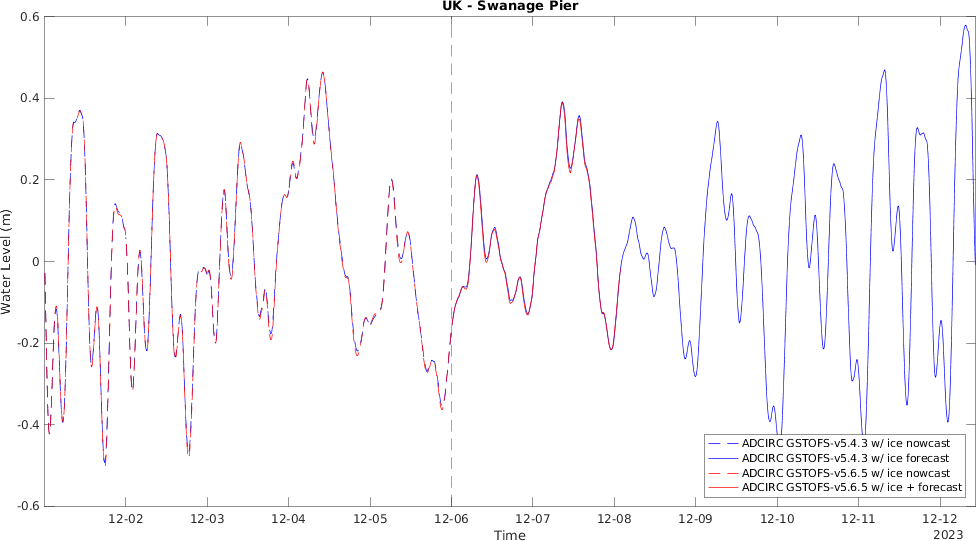 UK - Swanage Pier
0.6
0.4
0.2
0
-0.2
-0.4
-0.6
Water Level (m)
12-02
12-03
12-04
12-05
12-06
12-07
12-08
12-09
12-10
12-11
12-12
Time
2023
ADCIRC GSTOFS-v5.4.3 w/ ice nowcast
ADCIRC GSTOFS-v5.4.3 w/ ice forecast
ADCIRC GSTOFS-v5.6.5 w/ ice nowcast
ADCIRC GSTOFS-v5.6.5 w/ ice + forecast